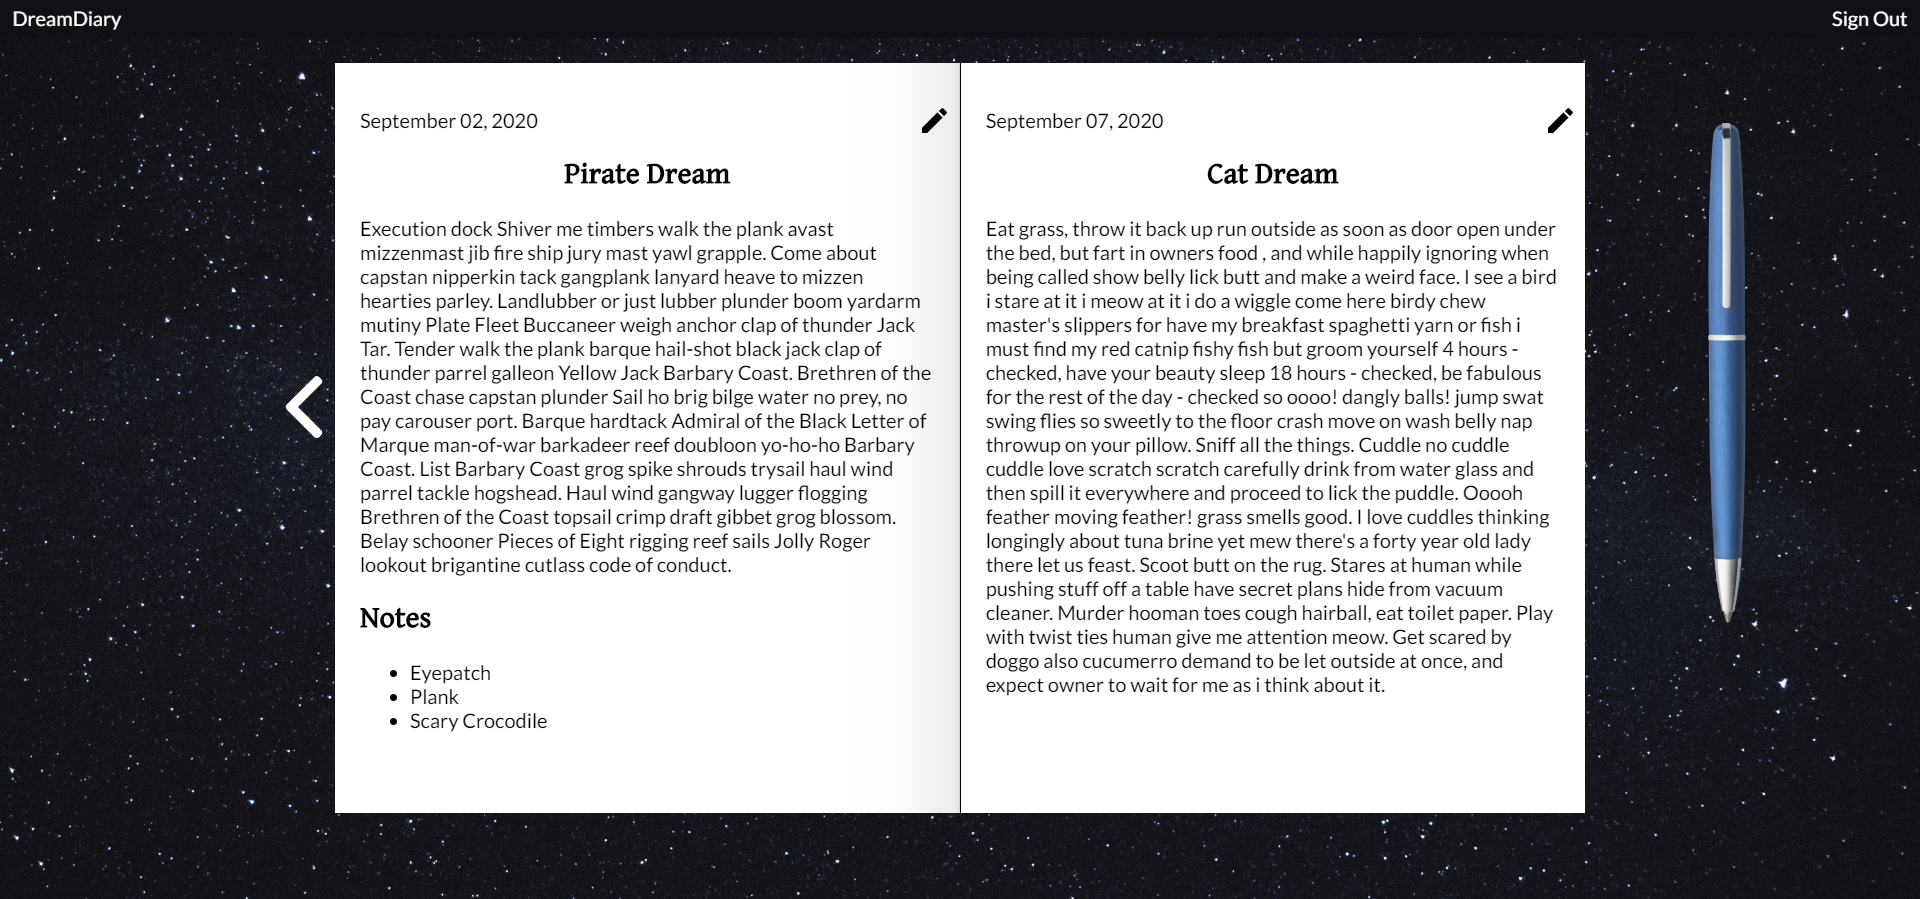 DreamDiary
Sign Out
September 02, 2020
Pirate Dream
Execution dock Shiver me timbers walk the plank avast
mizzenmast jib fire ship jury mast yawl grapple. Come about
capstan nipperkin tack gangplank lanyard heave to mizzen
hearties parley. Landlubber or just lubber plunder boom yardarm
mutiny Plate Fleet Buccaneer weigh anchor clap of thunder Jack
Tar. Tender walk the plank barque hail-shot black jack clap of
thunder parrel galleon Yellow Jack Barbary Coast. Brethren of the
Coast chase capstan plunder Sail ho brig bilge water no prey, no
pay carouser port. Barque hardtack Admiral of the Black Letter of
Marque man-of-war barkadeer reef doubloon yo-ho-ho Barbary
Coast. List Barbary Coast grog spike shrouds trysail haul wind
parrel tackle hogshead. Haul wind gangway lugger flogging
Brethren of the Coast topsail crimp draft gibbet grog blossom.
Belay schooner Pieces of Eight rigging reef sails Jolly Roger
lookout brigantine cutlass code of conduct.
Notes
• Eyepatch
• Plank
• Scary Crocodile
September 07, 2020
Cat Dream
Eat grass, throw it back up run outside as soon as door open under
the bed, but fart in owners food , and while happily ignoring when
being called show belly lick butt and make a weird face. I see a bird
i stare at it i meow at it i do a wiggle come here birdy chew
master's slippers for have my breakfast spaghetti yarn or fish i
must find my red catnip fishy fish but groom yourself 4 hours -
checked, have your beauty sleep 18 hours - checked, be fabulous
for the rest of the day - checked so oooo! dangly balls! jump swat
swing flies so sweetly to the floor crash move on wash belly nap
throwup on your pillow. Sniff all the things. Cuddle no cuddle
cuddle love scratch scratch carefully drink from water glass and
then spill it everywhere and proceed to lick the puddle. Ooooh
feather moving feather! grass smells good. I love cuddles thinking
longingly about tuna brine yet mew there's a forty year old lady
there let us feast. Scoot butt on the rug. Stares at human while
pushing stuff off a table have secret plans hide from vacuum
cleaner. Murder hooman toes cough hairball, eat toilet paper. Play
with twist ties human give me attention meow. Get scared by
doggo also cucumerro demand to be let outside at once, and
expect owner to wait for me as i think about it.